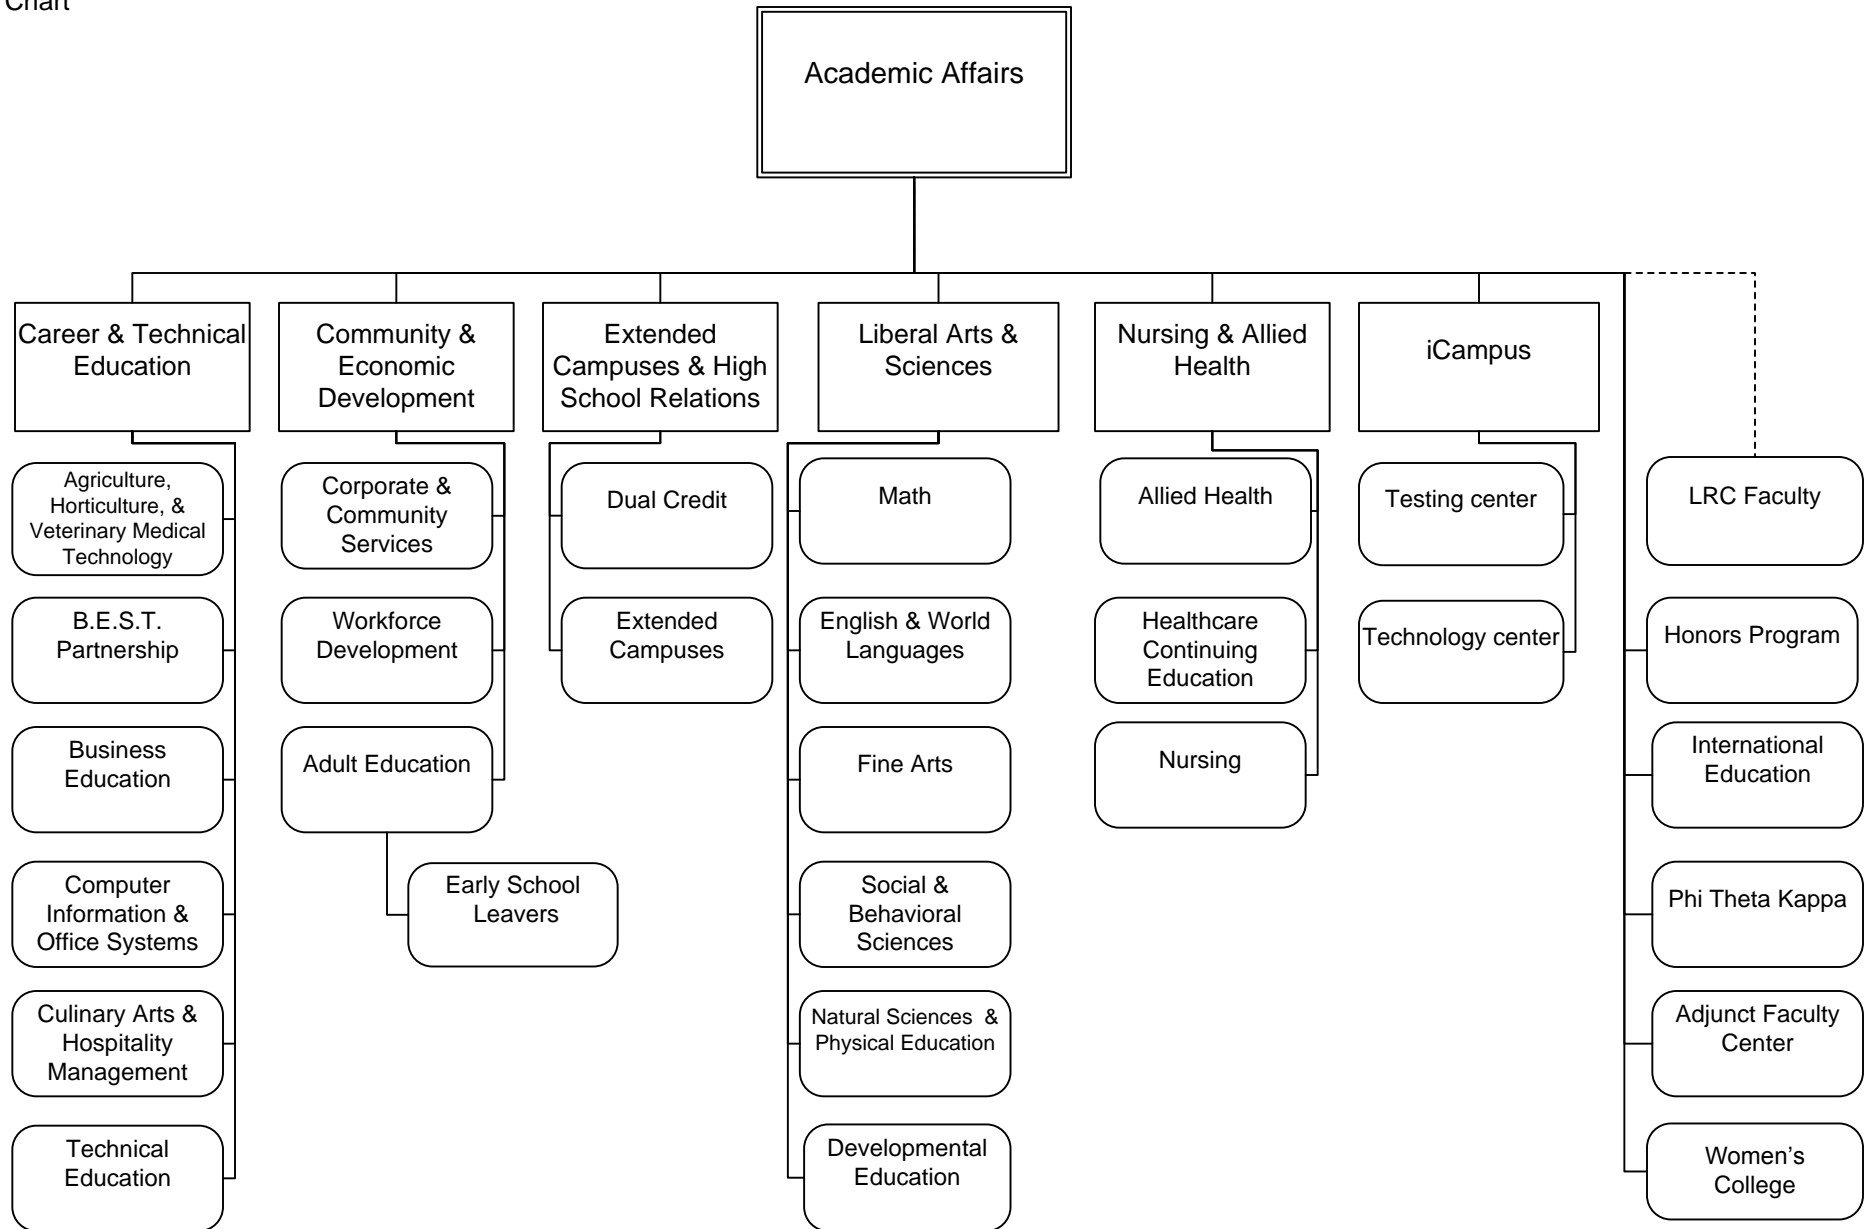 Chart
Academic Affairs
Career & Technical
Education
Community &
Economic
Development
Extended
Campuses & High
School Relations
Liberal Arts &
Sciences
Nursing & Allied
Health
iCampus
Agriculture,
Horticulture, &
Veterinary Medical
Technology
B.E.S.T.
Partnership
Business
Education
Computer
Information &
Office Systems
Culinary Arts &
Hospitality
Management
Technical
Education
Corporate &
Community
Services
Workforce
Development
Adult Education
Early School
Leavers
Dual Credit
Extended
Campuses
Math
English & World
Languages
Fine Arts
Social &
Behavioral
Sciences
Natural Sciences  &
Physical Education
Developmental
Education
Allied Health
Healthcare
Continuing
Education
Nursing
Testing center
Technology center
LRC Faculty
Honors Program
International
Education
Phi Theta Kappa
Adjunct Faculty
Center
Women’s
College